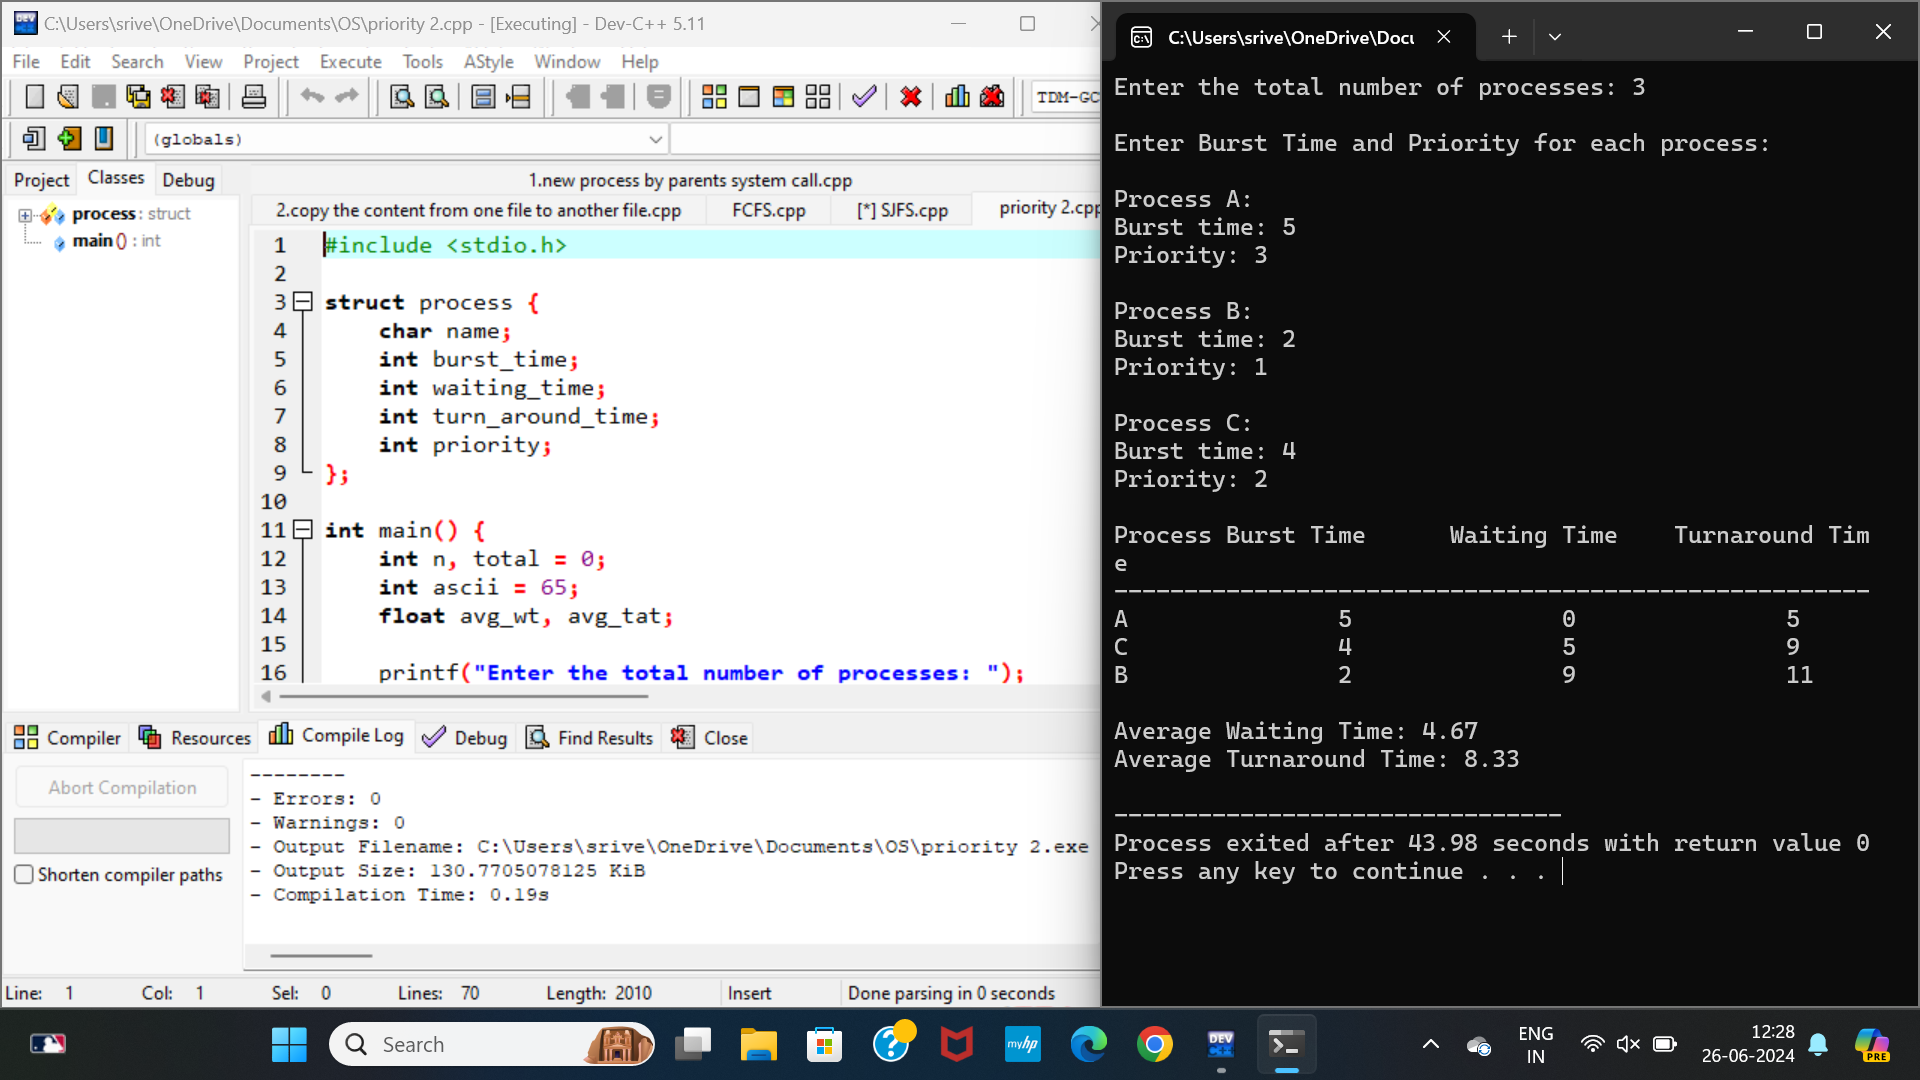 C:\Users\srive\OneDrive\Documents\OS\priority 2.cpp - [Executing] - Dev-C++ 5.11
File Edit Search View Project Execute Tools AStyle Window Help
TDM-GC
(globals)
Project Classes Debug
process : struct
main () : int
1.new process by parents system call.cpp
2.copy the content from one file to another file.cpp FCFS.cpp [*] SJFS.cpp priority 2.cpp
1 #include <stdio.h>
2
3 struct process {
4 char name;
5 int burst_time;
6 int waiting_time;
7 int turn_around_time;
8 int priority;
9 };
10
11 int main() {
12 int n, total = 0;
13 int ascii = 65;
14 float avg_wt, avg_tat;
15
16 printf("Enter the total number of processes: ");
Compiler Resources Compile Log Debug Find Results Close
Abort Compilation
Shorten compiler paths
--------
- Errors: 0
- Warnings: 0
- Output Filename: C:\Users\srive\OneDrive\Documents\OS\priority 2.exe
- Output Size: 130.7705078125 KiB
- Compilation Time: 0.19s
Line: 1 Col: 1 Sel: 0 Lines: 70 Length: 2010 Insert Done parsing in 0 seconds
C:\Users\srive\OneDrive\Docu
Enter the total number of processes: 3
Enter Burst Time and Priority for each process:
Process A:
Burst time: 5
Priority: 3
Process B:
Burst time: 2
Priority: 1
Process C:
Burst time: 4
Priority: 2
Process Burst Time Waiting Time Turnaround Tim
e
------------------------------------------------------
A 5 0 5
C 4 5 9
B 2 9 11
Average Waiting Time: 4.67
Average Turnaround Time: 8.33
--------------------------------
Process exited after 43.98 seconds with return value 0
Press any key to continue . . .
Search
myhp
DEV
ENG
IN
12:28
26-06-2024
PRE